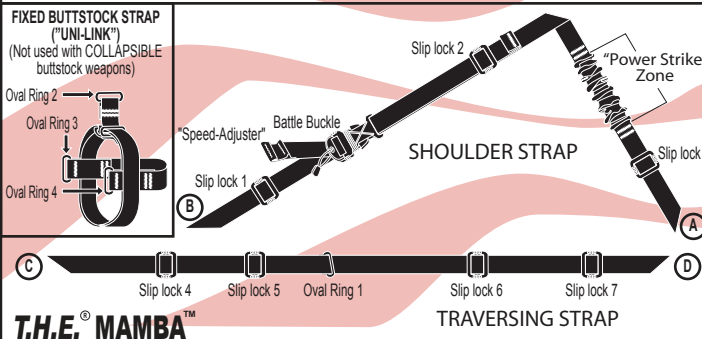 FIXED BUTTSTOCK STRAP
("UNI-LINK")
(Not used with COLLAPSIBLE
buttstock weapons)
Oval Ring 2
Oval Ring 3
Oval Ring 4
Slip lock 2
"Power Strike
Zone
"Speed-Adjuster"
Battle Buckle
SHOULDER STRAP
Slip lock
Slip lock 1
B
A
C
D
Slip lock 4
Slip lock 5
Oval Ring 1
Slip lock 6
Slip lock 7
T.H.E.® MAMBA™
TRAVERSING STRAP